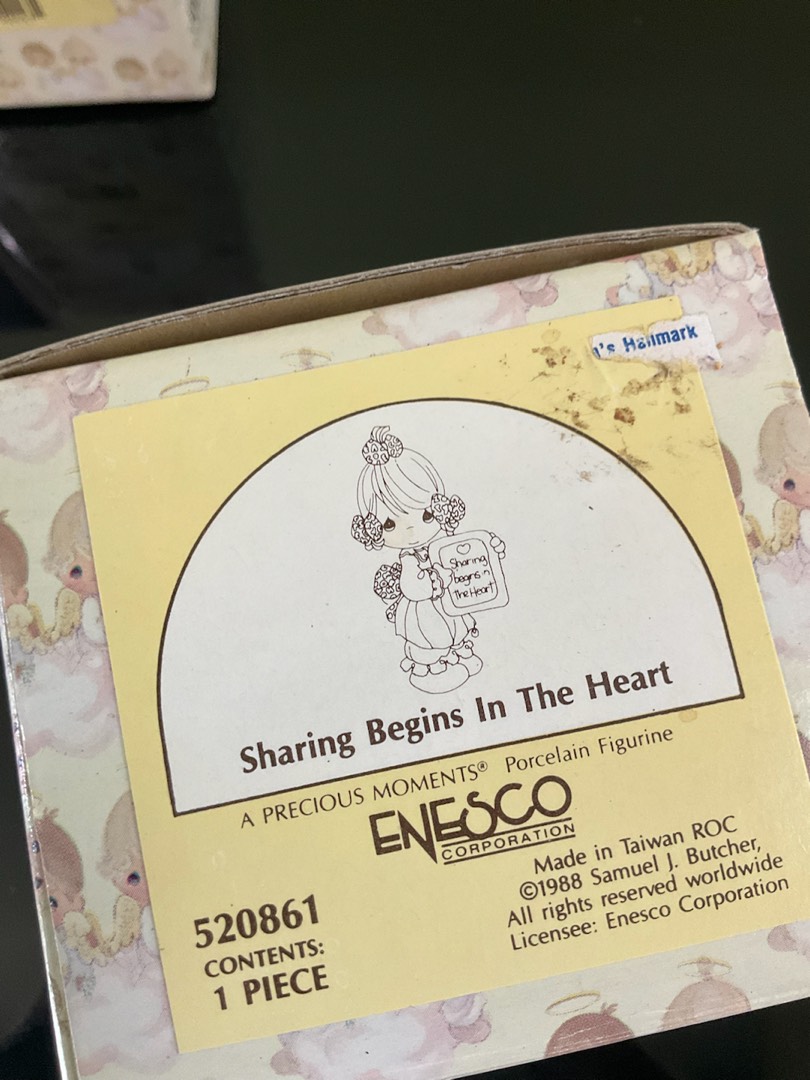 's Hallmark
Sharing
begins n
The Heart
Sharing Begins In The Heart
A PRECIOUS MOMENTS® Porcelain Figurine
ENESCO
CORPORATION
Made in Taiwan ROC
©1988 Samuel J. Butcher,
All rights reserved worldwide
Licensee: Enesco Corporation
520861
CONTENTS:
1 PIECE